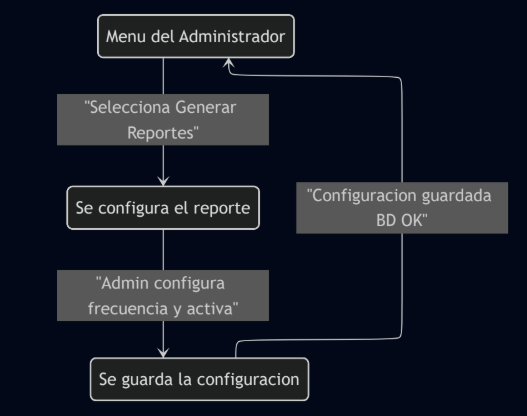 Menu del Administrador
"Selecciona Generar
Reportes"
Se configura el reporte
"Configuracion guardada
BD OK"
"Admin configura
frecuencia y activa"
Se guarda la configuracion